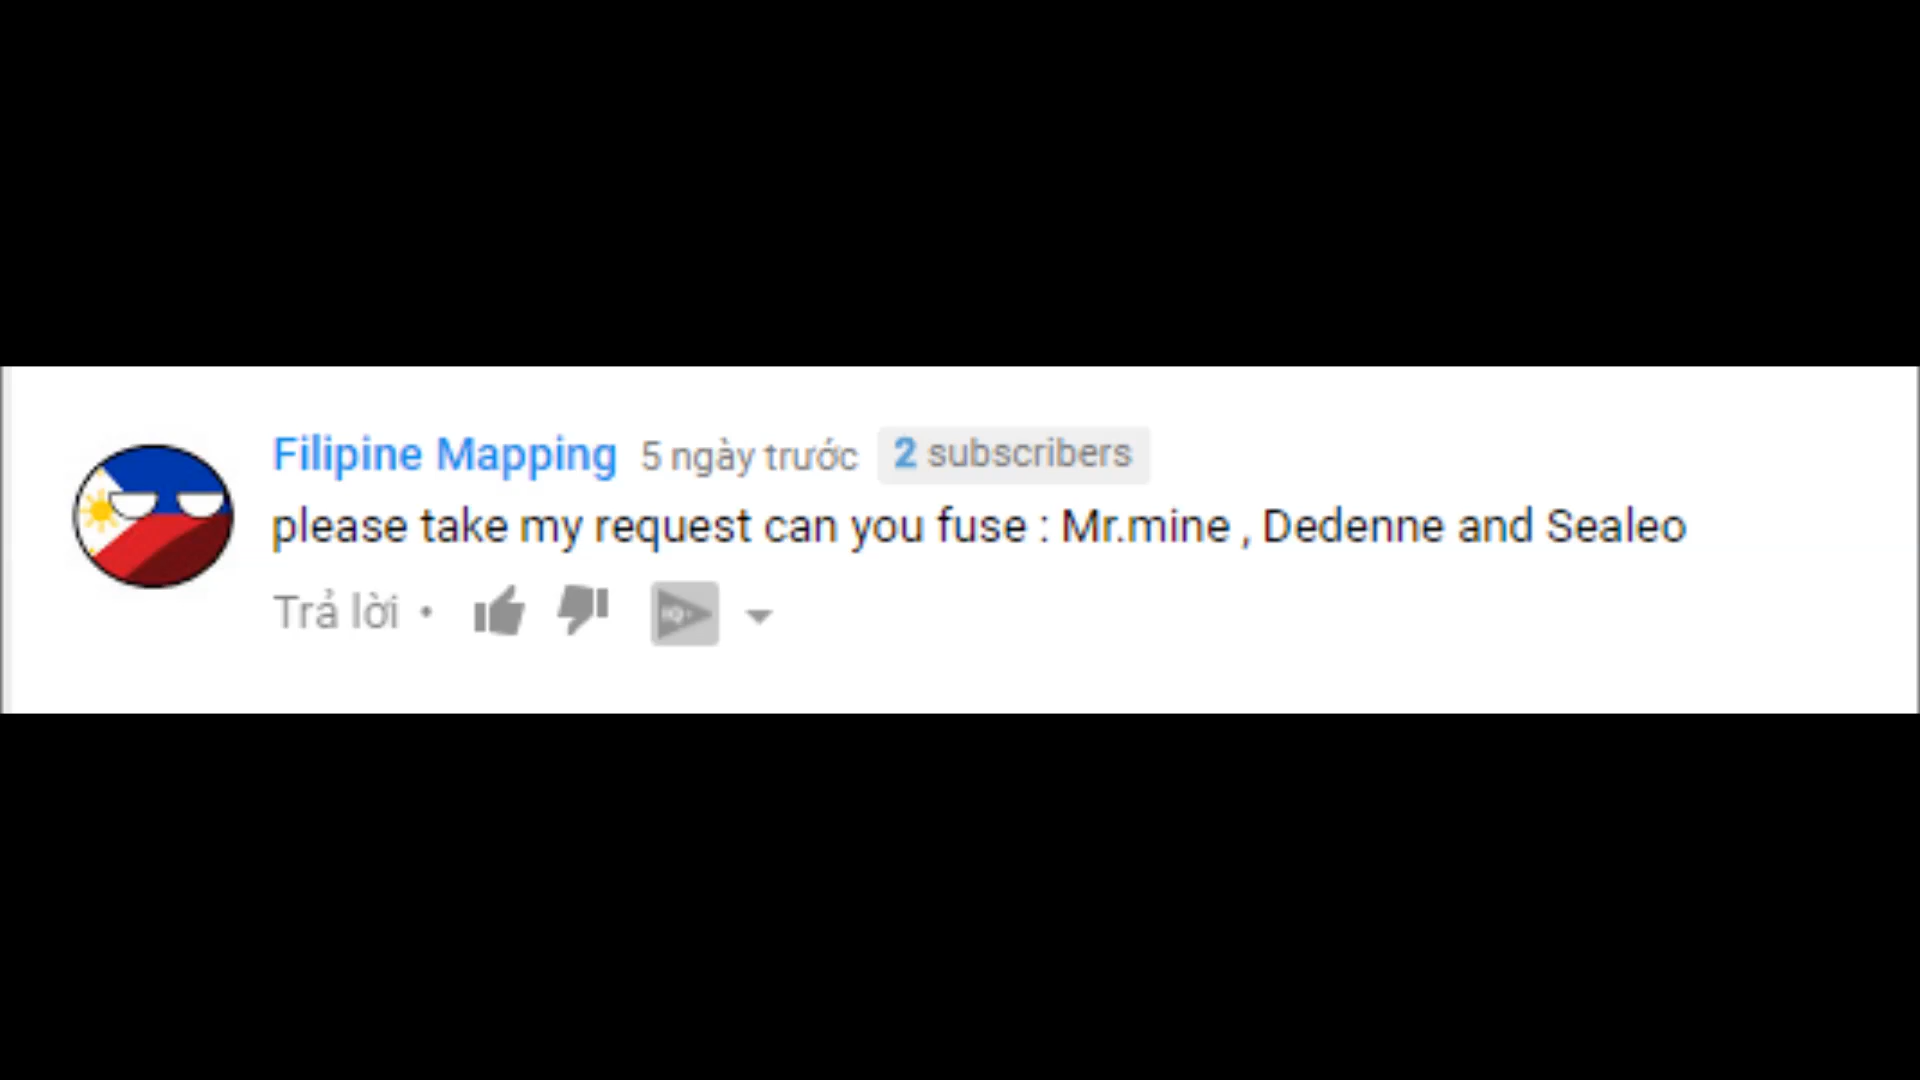 Filipine Mapping 5 ngày trước 2 subscribers
please take my request can you fuse : Mr.mine , Dedenne and Sealeo
Trả lời • IQ+